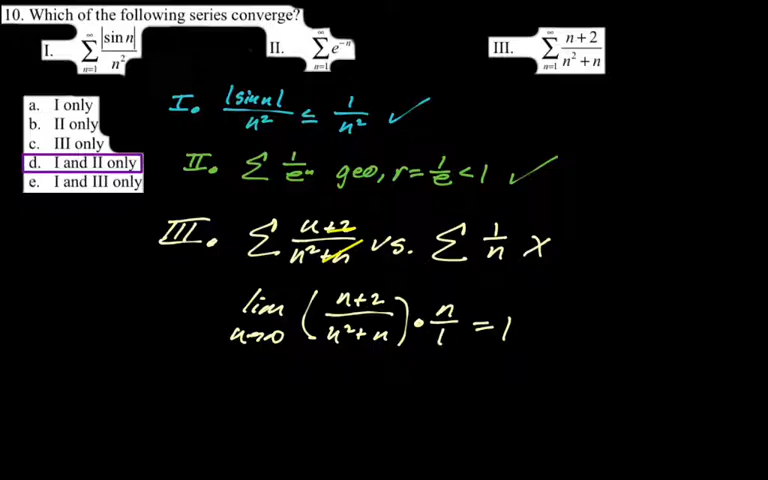 10. Which of the following series converge?
I. ∑_{n=1}^{∞} |sin n| / n²   II. ∑_{n=1}^{∞} e^{-n}   III. ∑_{n=1}^{∞} (n+2)/(n²+n)
a. I only
b. II only
c. III only
d. I and II only
e. I and III only
I. |sin n| / n² ≤ 1/n² ✓
II. ∑ 1/eⁿ geo, r = 1/e < 1 ✓
III. ∑ (n+2)/(n²+n) vs. ∑ 1/n X
lim_{n→0} ((n+2)/(n²+n)) • n/1 = 1